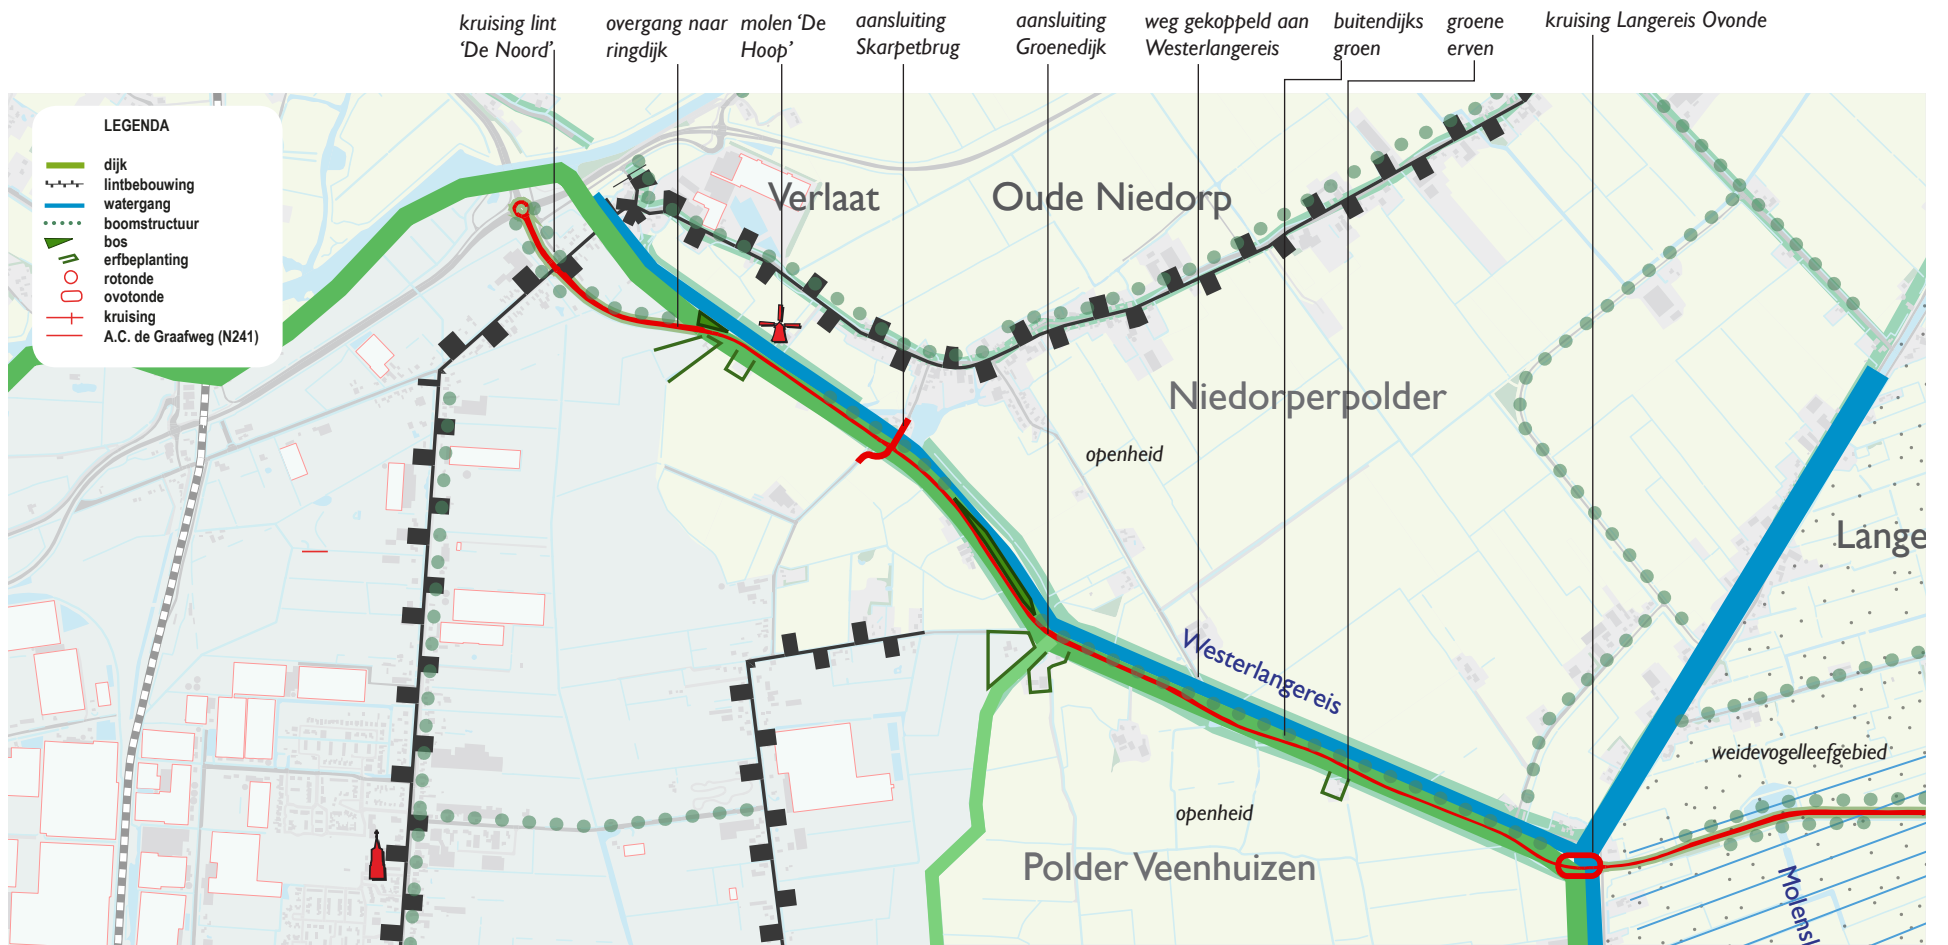 kruising lint
‘De Noord’
overgang naar
ringdijk
molen ‘De
Hoop’
aansluiting
Skarpetbrug
aansluiting
Groenedijk
weg gekoppeld aan
Westerlangereis
buitendijks
groen
groene
erven
kruising Langereis Ovonde
LEGENDA
dijk
lintbebouwing
watergang
boomstructuur
bos
erfbeplanting
rotonde
ovotonde
kruising
A.C. de Graafweg (N241)
Verlaat
Oude Niedorp
Niedorperpolder
openheid
Lange
Westerlangereis
weidevogelleefgebied
openheid
Polder Veenhuizen
Molensl